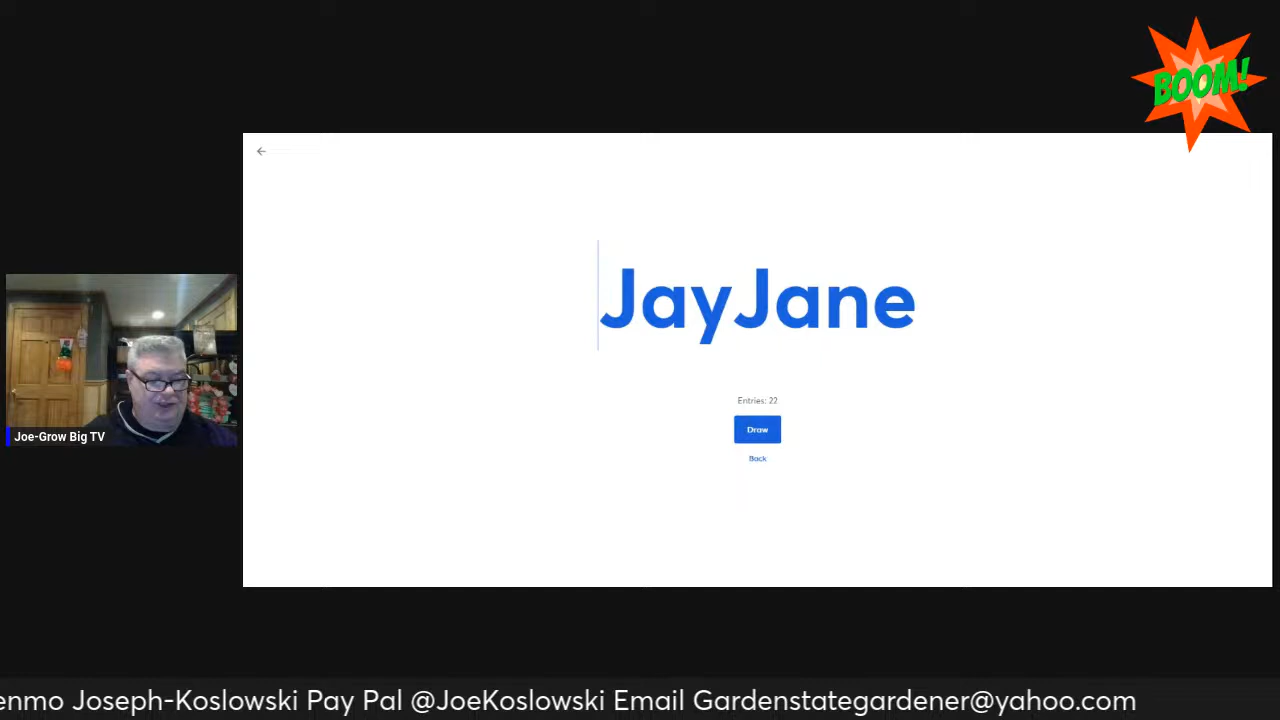 BOOM!
←
JayJane
Entries: 22
Draw
Back
Joe-Grow Big TV
enmo Joseph-Koslowski Pay Pal @JoeKoslowski Email Gardenstategardener@yahoo.com